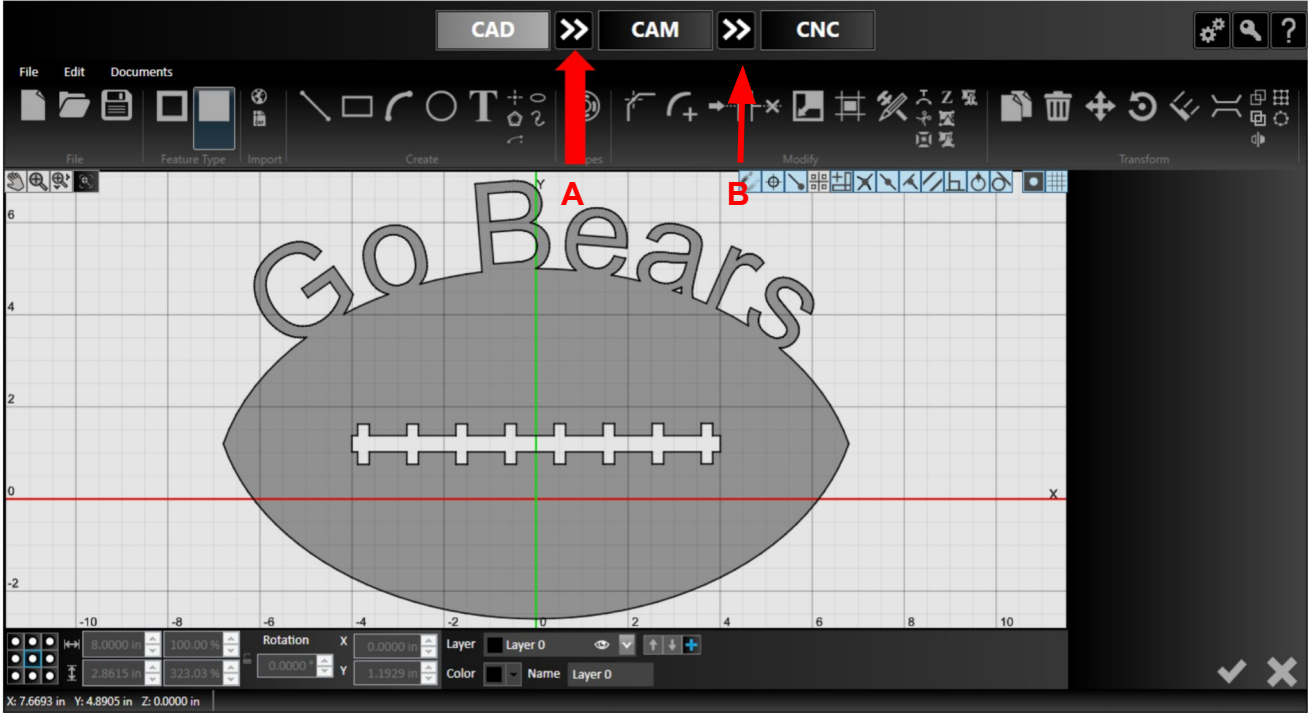 CAD >> CAM >> CNC
?
File Edit Documents
T Z
File Feature Type Import Create Modify Transform
A B
Y
Go Bears
6
4
2
0 X
-2
-10 -8 -6 -4 -2 0 2 4 6 8 10
8.0000 in 100.00 % Rotation X 0.0000 in Layer Layer 0
2.8615 in 323.03 % 0.0000 ° Y 1.1929 in Color Name Layer 0
X: 7.6693 in Y: 4.8905 in Z: 0.0000 in